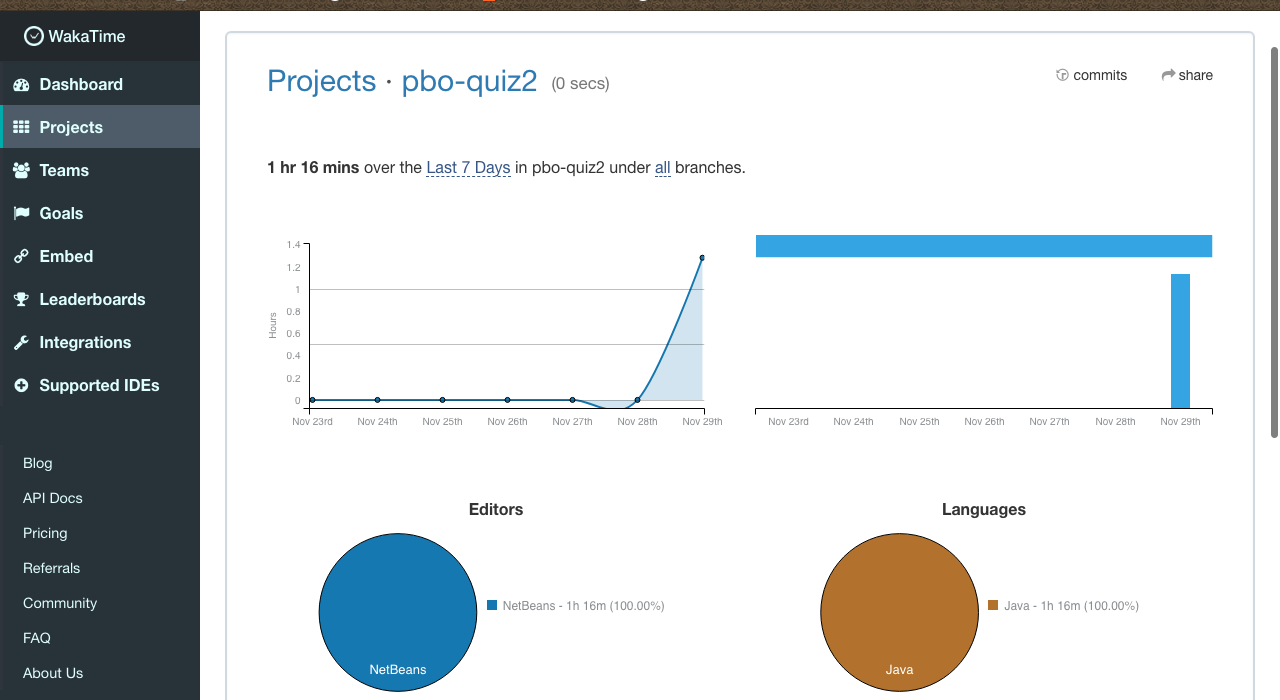 WakaTime
Dashboard
Projects
Teams
Goals
Embed
Leaderboards
Integrations
Supported IDEs
Blog
API Docs
Pricing
Referrals
Community
FAQ
About Us
Projects · pbo-quiz2 (0 secs)
commits
share
1 hr 16 mins over the Last 7 Days in pbo-quiz2 under all branches.
Hours
1.4
1.2
1
0.8
0.6
0.4
0.2
0
Nov 23rd Nov 24th Nov 25th Nov 26th Nov 27th Nov 28th Nov 29th
Nov 23rd Nov 24th Nov 25th Nov 26th Nov 27th Nov 28th Nov 29th
Editors
NetBeans - 1h 16m (100.00%)
NetBeans
Languages
Java - 1h 16m (100.00%)
Java